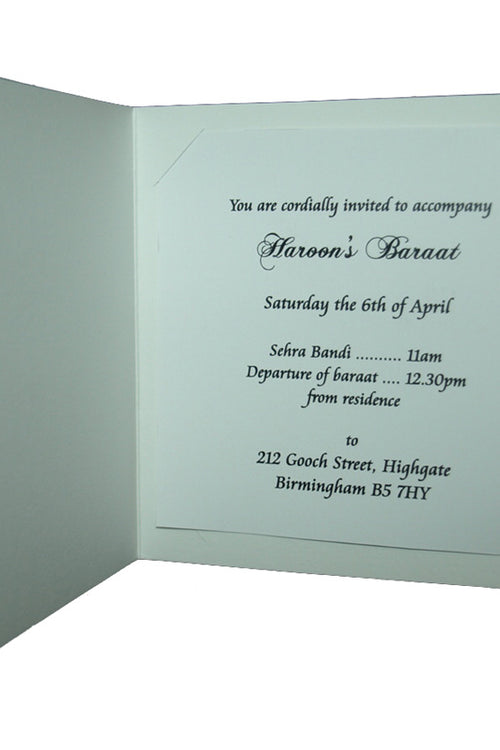 You are cordially invited to accompany
Haroon's Baraat
Saturday the 6th of April
Sehra Bandi .......... 11am
Departure of baraat .... 12.30pm
from residence
to
212 Gooch Street, Highgate
Birmingham B5 7HY